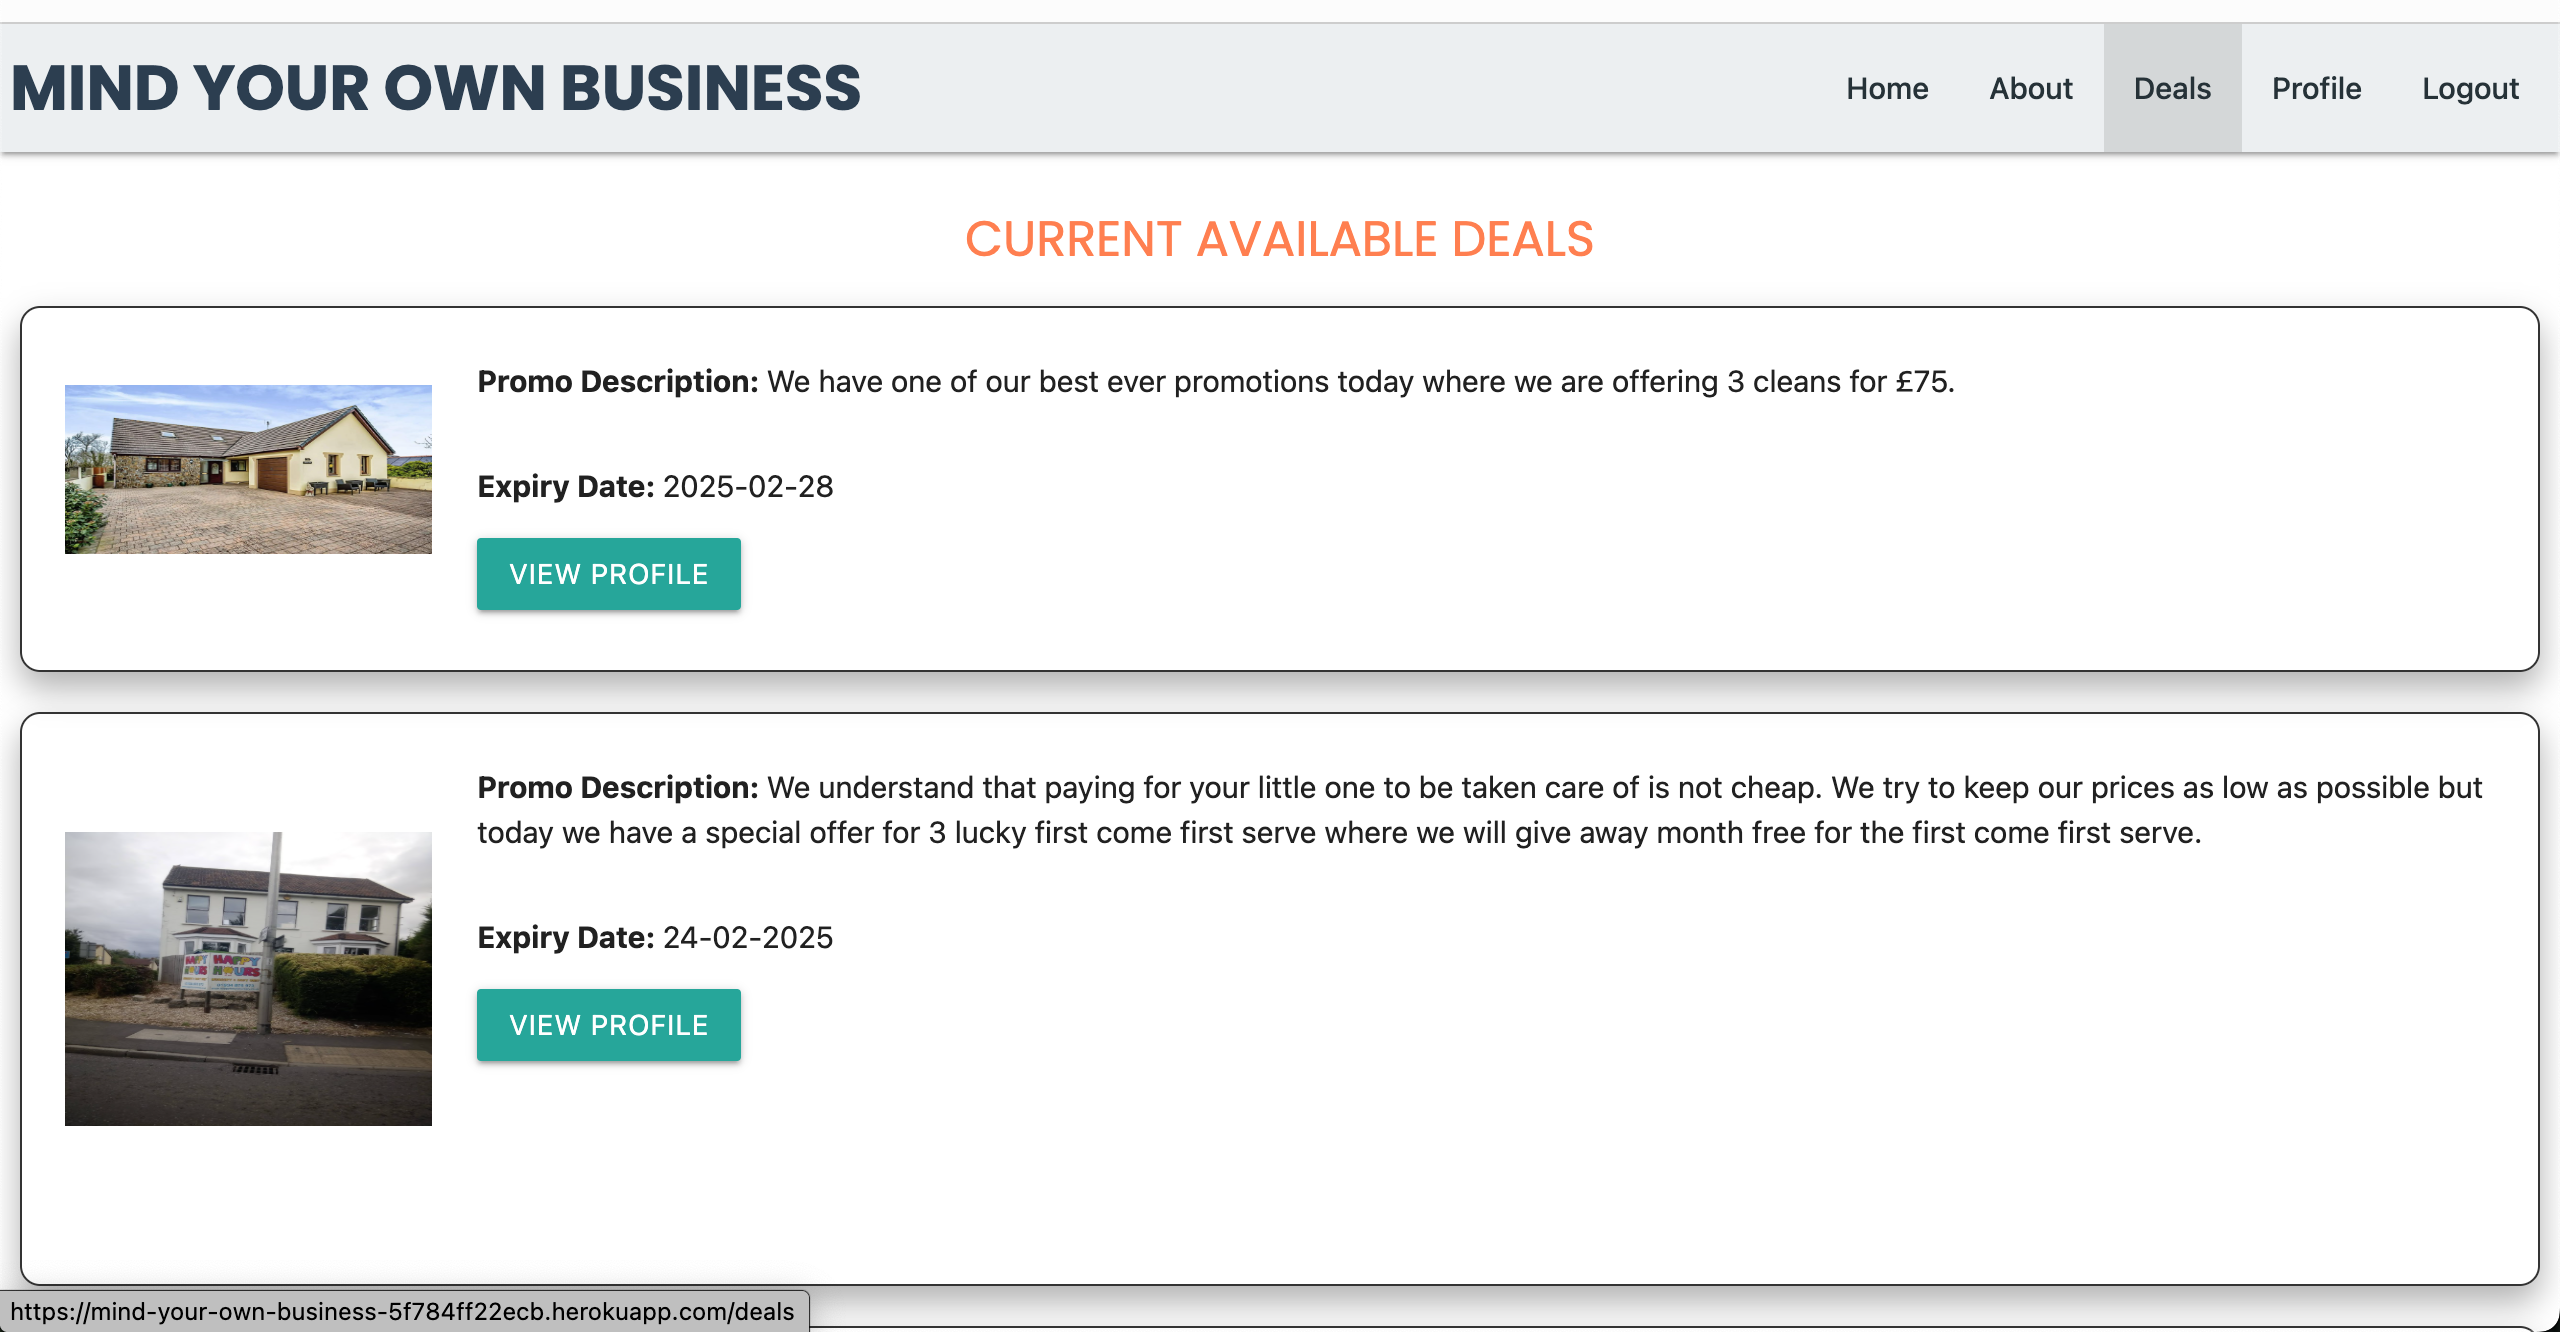 MIND YOUR OWN BUSINESS
Home
About
Deals
Profile
Logout
CURRENT AVAILABLE DEALS
Promo Description: We have one of our best ever promotions today where we are offering 3 cleans for £75.
Expiry Date: 2025-02-28
VIEW PROFILE
Promo Description: We understand that paying for your little one to be taken care of is not cheap. We try to keep our prices as low as possible but
today we have a special offer for 3 lucky first come first serve where we will give away month free for the first come first serve.
HAPPY
HOURS
Expiry Date: 24-02-2025
VIEW PROFILE
https://mind-your-own-business-5f784ff22ecb.herokuapp.com/deals